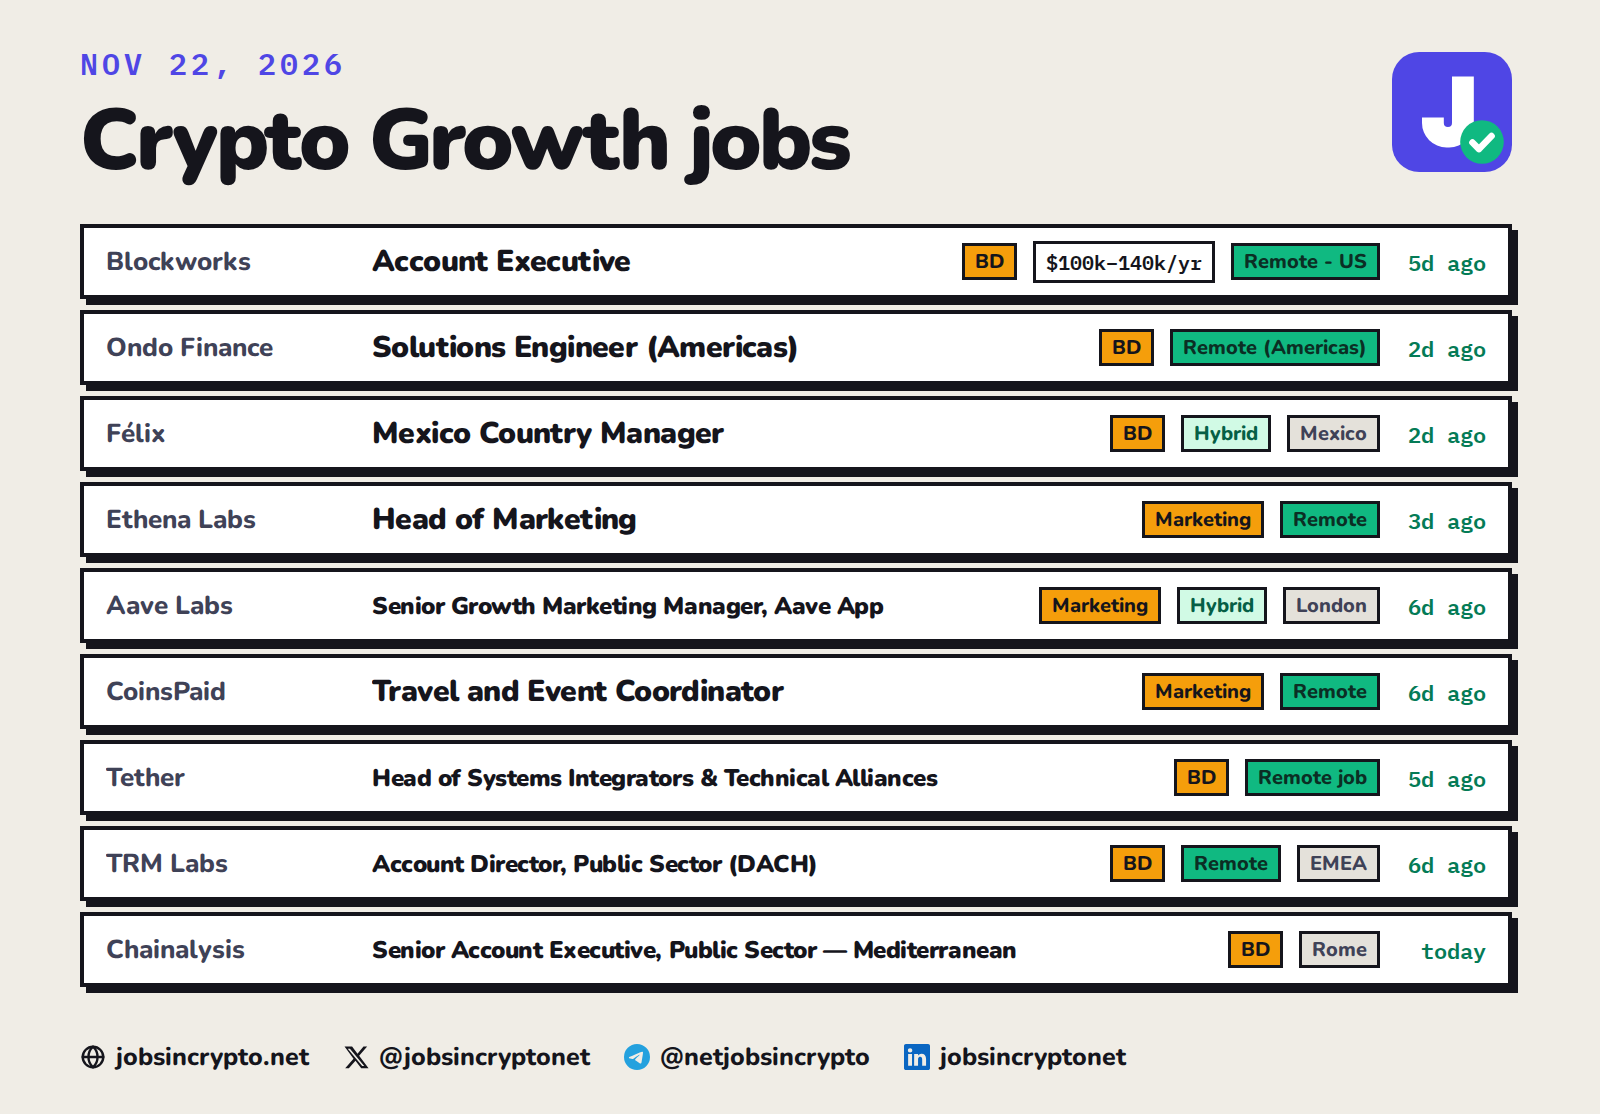 NOV 22, 2026
Crypto Growth jobs
J
Blockworks Account Executive BD $100k–140k/yr Remote - US 5d ago
Ondo Finance Solutions Engineer (Americas) BD Remote (Americas) 2d ago
Félix Mexico Country Manager BD Hybrid Mexico 2d ago
Ethena Labs Head of Marketing Marketing Remote 3d ago
Aave Labs Senior Growth Marketing Manager, Aave App Marketing Hybrid London 6d ago
CoinsPaid Travel and Event Coordinator Marketing Remote 6d ago
Tether Head of Systems Integrators & Technical Alliances BD Remote job 5d ago
TRM Labs Account Director, Public Sector (DACH) BD Remote EMEA 6d ago
Chainalysis Senior Account Executive, Public Sector — Mediterranean BD Rome today
jobsincrypto.net @jobsincryptonet @netjobsincrypto jobsincryptonet